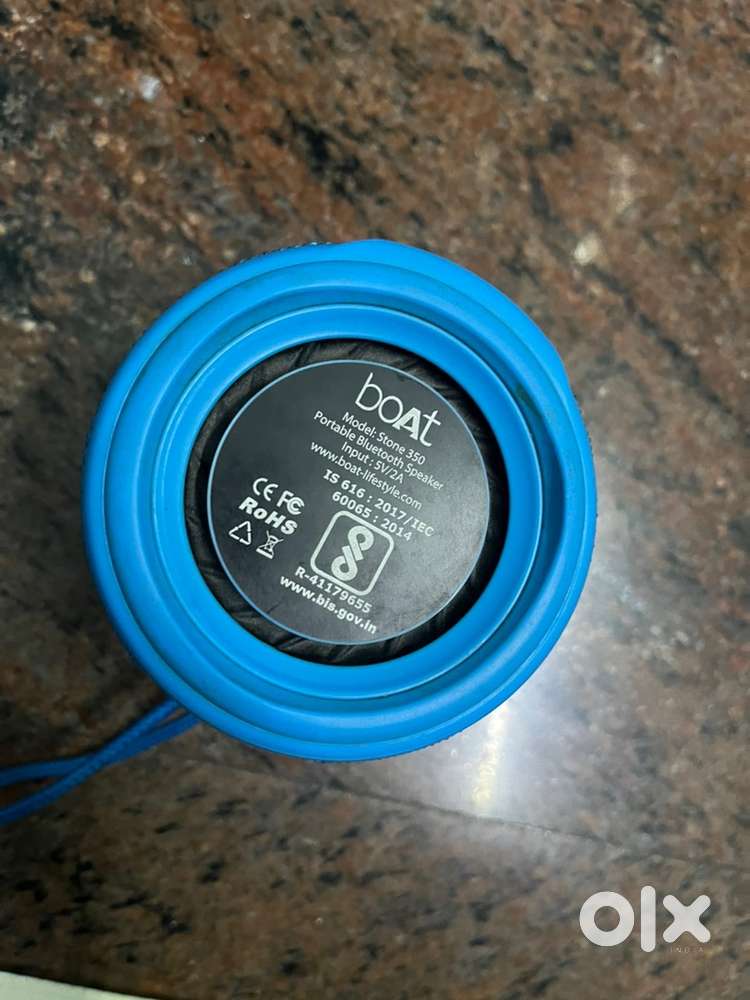 boAt
Model: Stone 350
Portable Bluetooth Speaker
Input : 5V/2A
www.boat-lifestyle.com
IS 616 : 2017/IEC
60065 : 2014
CE FC
RoHS
R-41179655
www.bis.gov.in
olx
INDIA